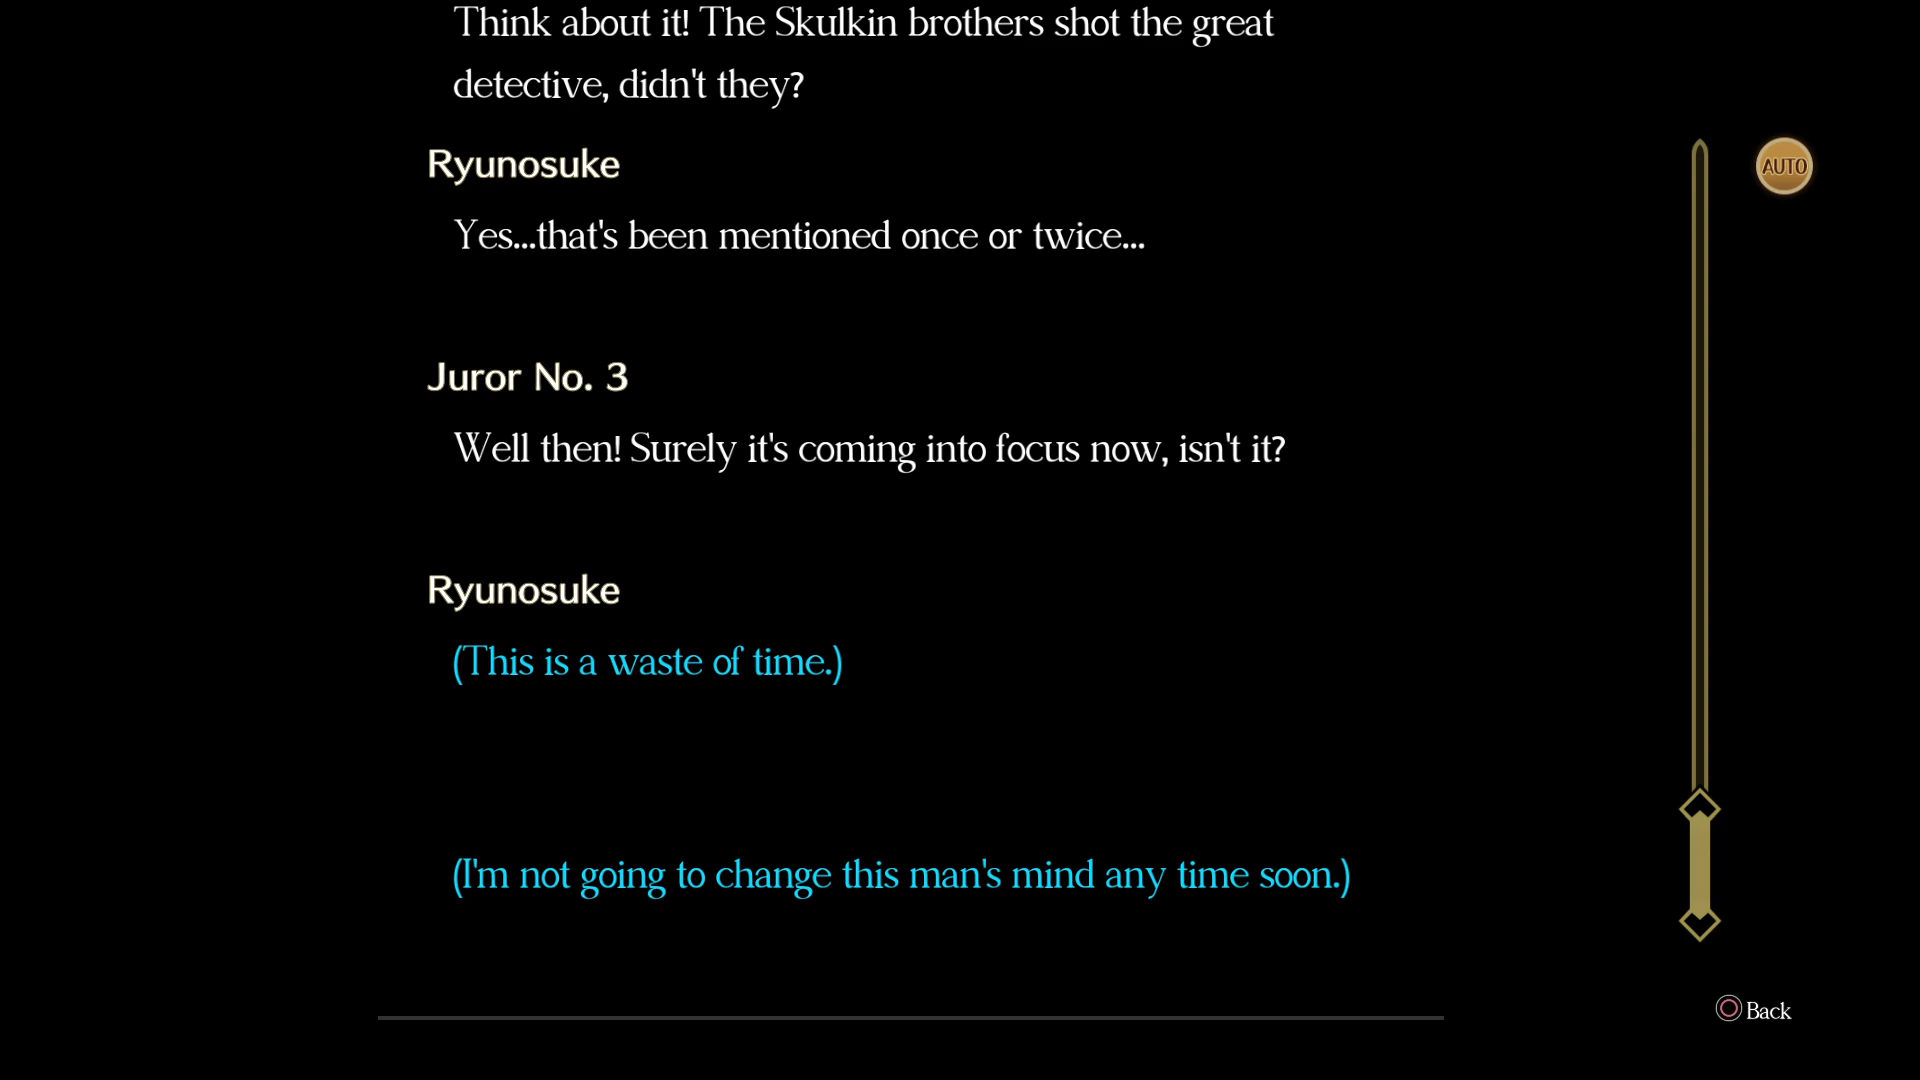 Think about it! The Skulkin brothers shot the great
detective, didn't they?
AUTO
Ryunosuke
Yes...that's been mentioned once or twice...
Juror No. 3
Well then! Surely it's coming into focus now, isn't it?
Ryunosuke
(This is a waste of time.)
(I'm not going to change this man's mind any time soon.)
Back